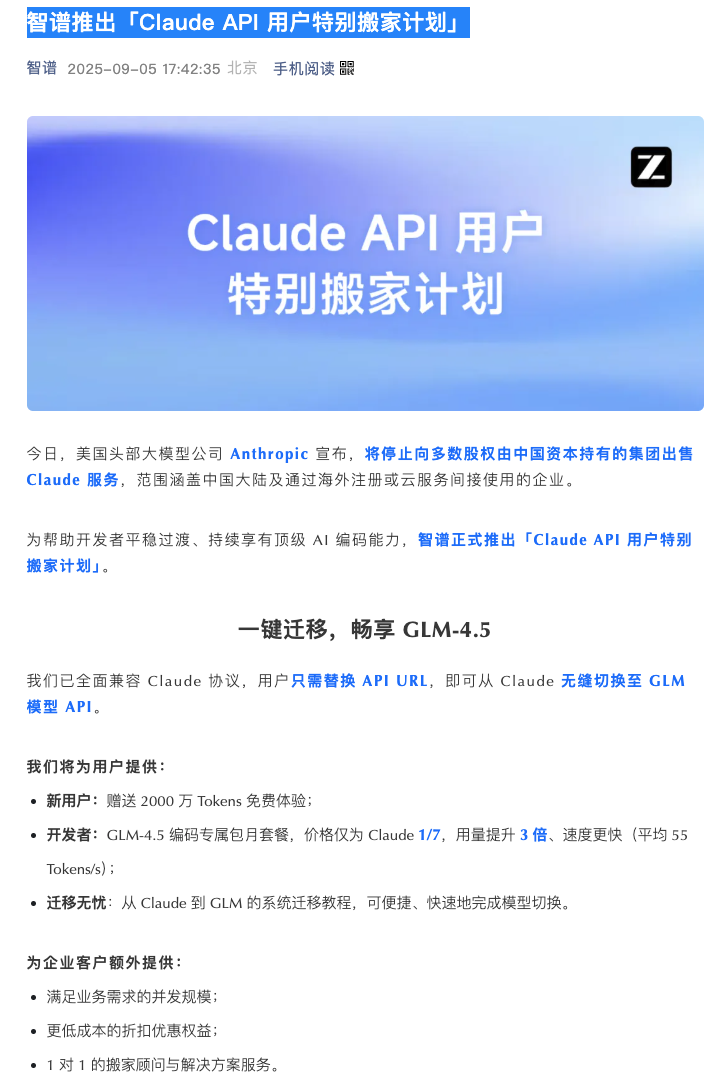 智谱推出「Claude API 用户特别搬家计划」
智谱 2025-09-05 17:42:35 北京 手机阅读
Z
Claude API 用户
特别搬家计划
今日，美国头部大模型公司 Anthropic 宣布，将停止向多数股权由中国资本持有的集团出售
Claude 服务，范围涵盖中国大陆及通过海外注册或云服务间接使用的企业。
为帮助开发者平稳过渡、持续享有顶级 AI 编码能力，智谱正式推出「Claude API 用户特别
搬家计划」。
一键迁移，畅享 GLM-4.5
我们已全面兼容 Claude 协议，用户只需替换 API URL，即可从 Claude 无缝切换至 GLM
模型 API。
我们将为用户提供：
• 新用户：赠送 2000 万 Tokens 免费体验；
• 开发者：GLM-4.5 编码专属包月套餐，价格仅为 Claude 1/7，用量提升 3 倍、速度更快（平均 55
Tokens/s）；
• 迁移无忧：从 Claude 到 GLM 的系统迁移教程，可便捷、快速地完成模型切换。
为企业客户额外提供：
• 满足业务需求的并发规模；
• 更低成本的折扣优惠权益；
• 1 对 1 的搬家顾问与解决方案服务。